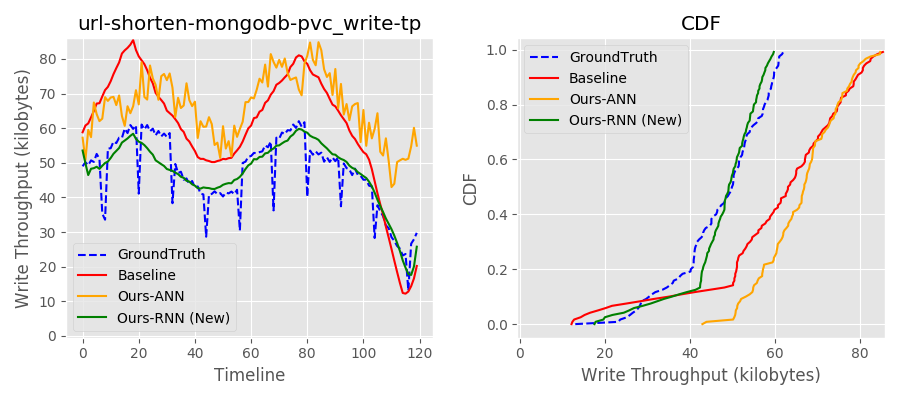 url-shorten-mongodb-pvc_write-tp
Write Throughput (kilobytes)
80
70
60
50
40
30
20
10
0
GroundTruth
Baseline
Ours-ANN
Ours-RNN (New)
0 20 40 60 80 100 120
Timeline
CDF
CDF
1.0
0.8
0.6
0.4
0.2
0.0
GroundTruth
Baseline
Ours-ANN
Ours-RNN (New)
0 20 40 60 80
Write Throughput (kilobytes)